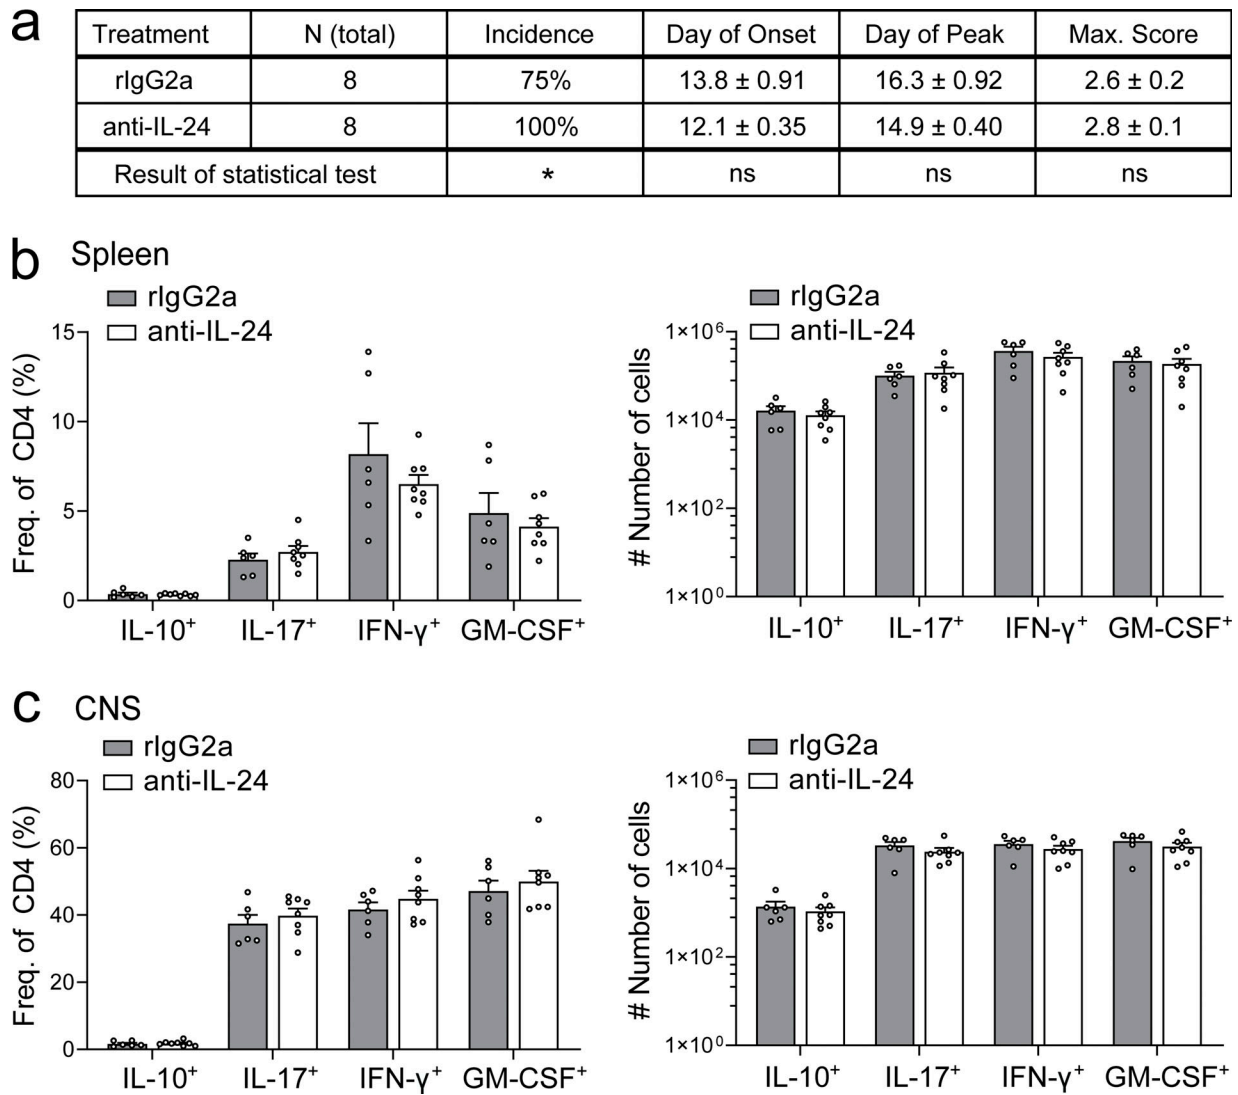 a
Treatment N (total) Incidence Day of Onset Day of Peak Max. Score
rIgG2a 8 75% 13.8 ± 0.91 16.3 ± 0.92 2.6 ± 0.2
anti-IL-24 8 100% 12.1 ± 0.35 14.9 ± 0.40 2.8 ± 0.1
Result of statistical test * ns ns ns
b Spleen
rIgG2a
anti-IL-24
Freq. of CD4 (%)
15
10
5
0
IL-10⁺ IL-17⁺ IFN-γ⁺ GM-CSF⁺
rIgG2a
anti-IL-24
# Number of cells
1×10⁶
1×10⁴
1×10²
1×10⁰
IL-10⁺ IL-17⁺ IFN-γ⁺ GM-CSF⁺
c CNS
rIgG2a
anti-IL-24
Freq. of CD4 (%)
80
60
40
20
0
IL-10⁺ IL-17⁺ IFN-γ⁺ GM-CSF⁺
rIgG2a
anti-IL-24
# Number of cells
1×10⁶
1×10⁴
1×10²
1×10⁰
IL-10⁺ IL-17⁺ IFN-γ⁺ GM-CSF⁺